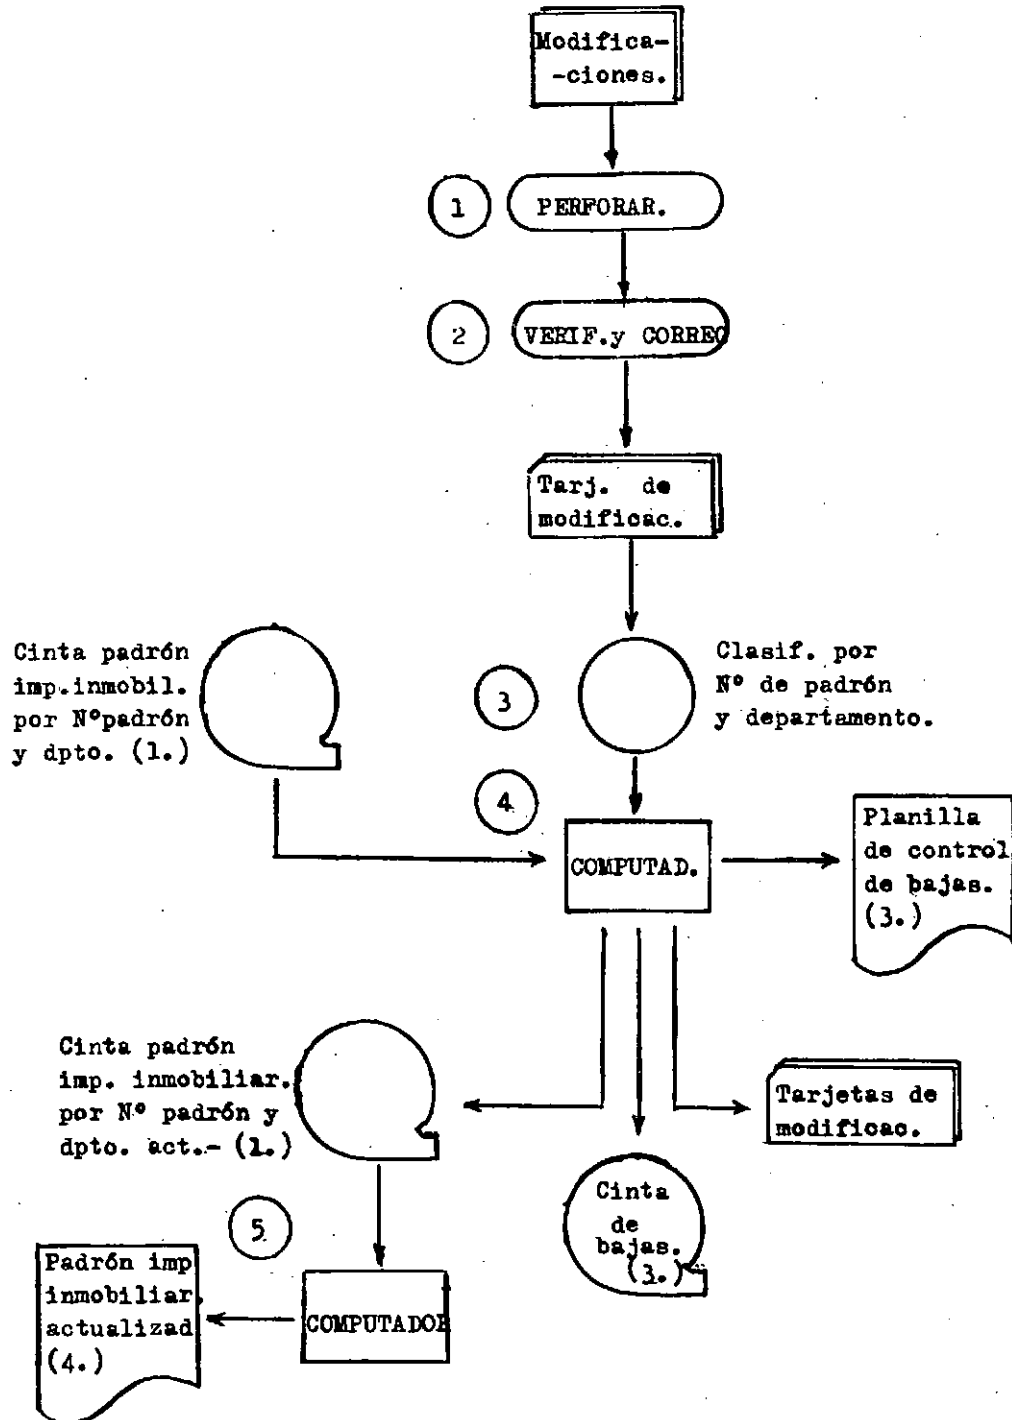 Modifica-
-ciones.
1
PERFORAR.
2
VERIF.y CORREC
Tarj. de
modificac.
Cinta padrón
imp.inmobil.
por Nºpadrón
y dpto. (1.)
3
Clasif. por
Nº de padrón
y departamento.
4
COMPUTAD.
Planilla
de control
de bajas.
(3.)
Cinta padrón
imp. inmobiliar.
por Nº padrón y
dpto. act.- (1.)
Tarjetas de
modificac.
Cinta
de
bajas.
(3.)
5
Padrón imp
inmobiliar.
actualizad
(4.)
COMPUTADOR